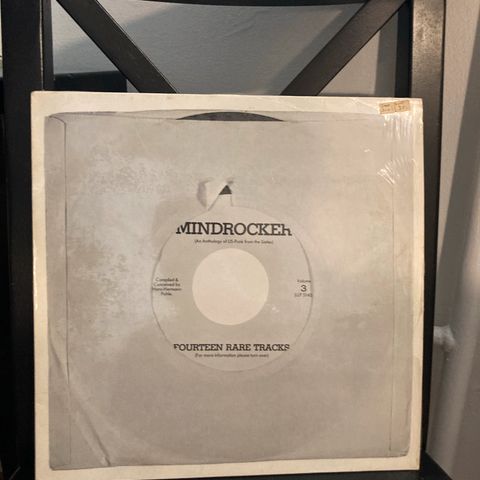 MINDROCKER
(An Anthology of US-Punk from the Sixties)
Compiled &
Conceived by
Hans-Hermann
Pohle.
Volume
3
FOURTEEN RARE TRACKS
(For more information please turn over)